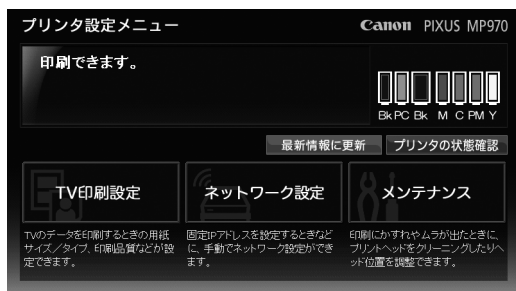 プリンタ設定メニュー
Canon PIXUS MP970
印刷できます。
Bk PC Bk M C PM Y
最新情報に更新
プリンタの状態確認
TV印刷設定
ネットワーク設定
メンテナンス
TVのデータを印刷するときの用紙
サイズ/タイプ、印刷品質などが設
定できます。
固定IPアドレスを設定するときなど
に、手動でネットワーク設定ができ
ます。
印刷にかすれやムラが出たときに、
プリントヘッドをクリーニングしたりヘ
ッド位置を調整できます。